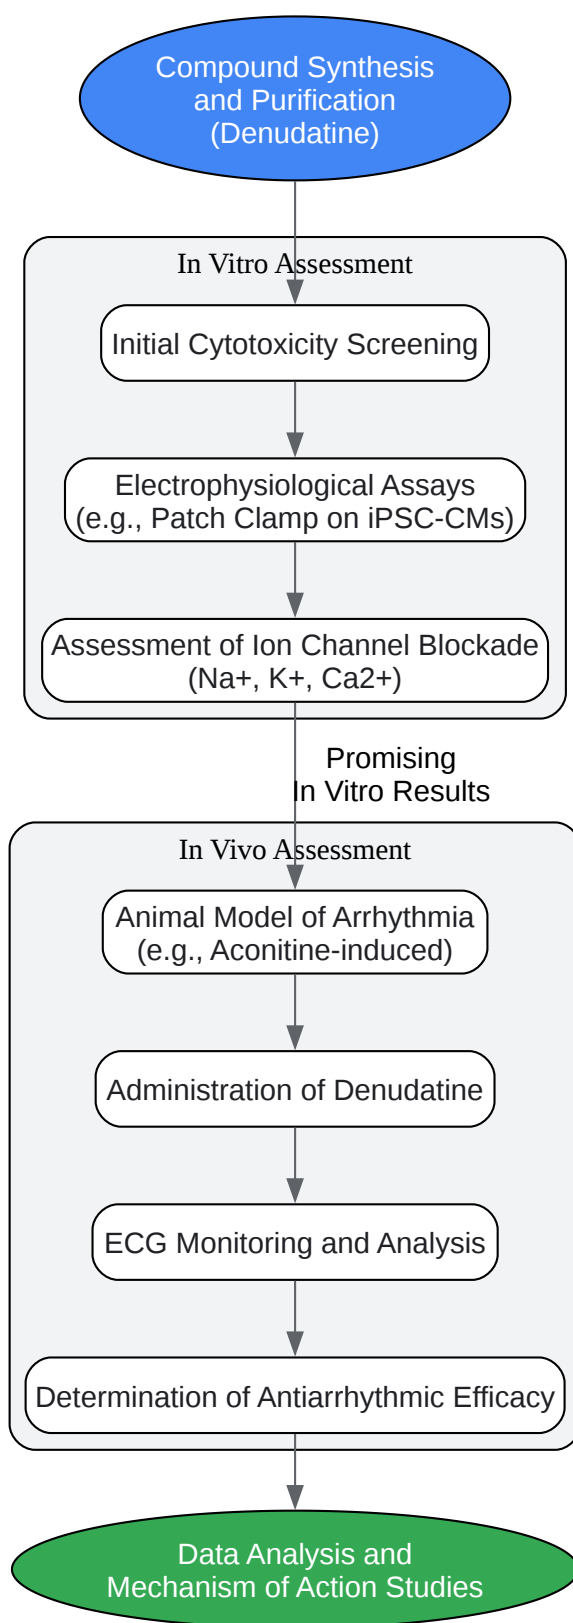 Compound Synthesis
and Purification
(Denudatine)
In Vitro Assessment
Initial Cytotoxicity Screening
Electrophysiological Assays
(e.g., Patch Clamp on iPSC-CMs)
Assessment of Ion Channel Blockade
(Na+, K+, Ca2+)
Promising
In Vitro Results
In Vivo Assessment
Animal Model of Arrhythmia
(e.g., Aconitine-induced)
Administration of Denudatine
ECG Monitoring and Analysis
Determination of Antiarrhythmic Efficacy
Data Analysis and
Mechanism of Action Studies